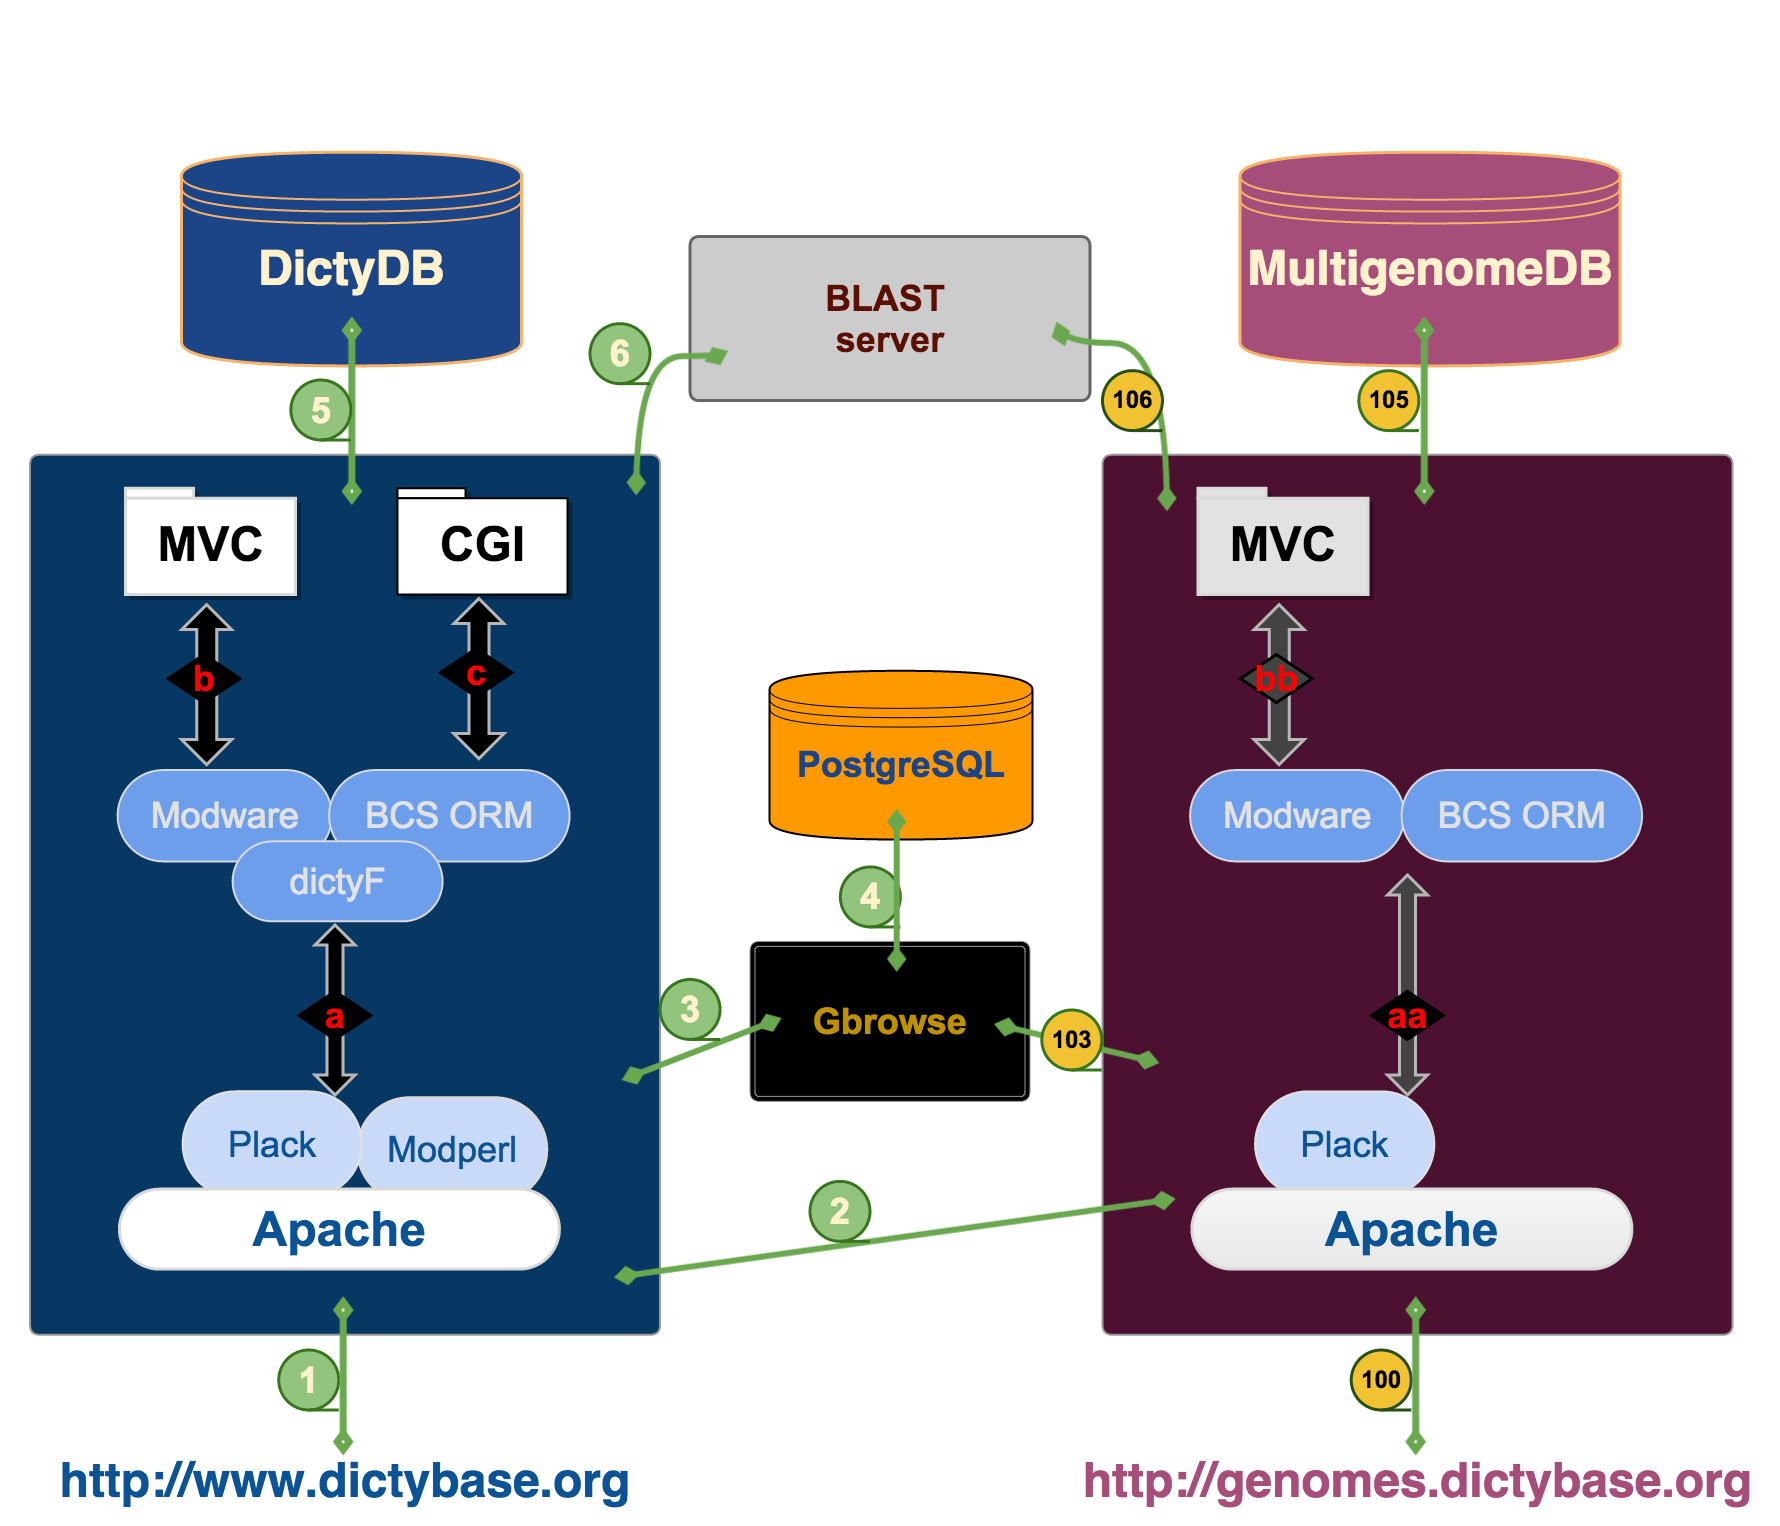 DictyDB
BLAST
server
MultigenomeDB
6
5
106
105
MVC
CGI
MVC
b
c
bb
PostgreSQL
Modware
BCS ORM
dictyF
Modware
BCS ORM
4
3
a
Gbrowse
103
aa
Plack
Modperl
Apache
2
Plack
Apache
1
100
http://www.dictybase.org
http://genomes.dictybase.org